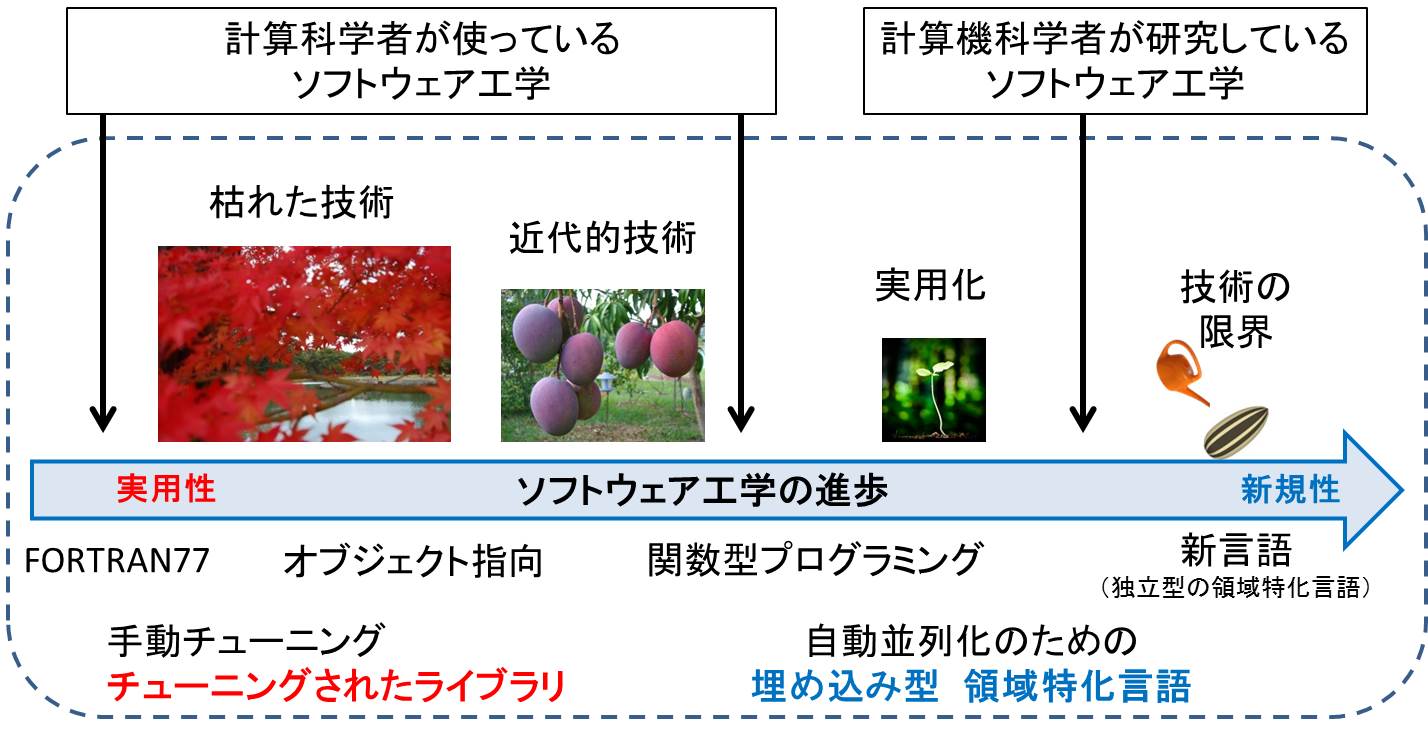 計算科学者が使っている
ソフトウェア工学
計算機科学者が研究している
ソフトウェア工学
枯れた技術
近代的技術
実用化
技術の
限界
実用性
ソフトウェア工学の進歩
新規性
FORTRAN77
オブジェクト指向
関数型プログラミング
新言語
（独立型の領域特化言語）
手動チューニング
チューニングされたライブラリ
自動並列化のための
埋め込み型 領域特化言語